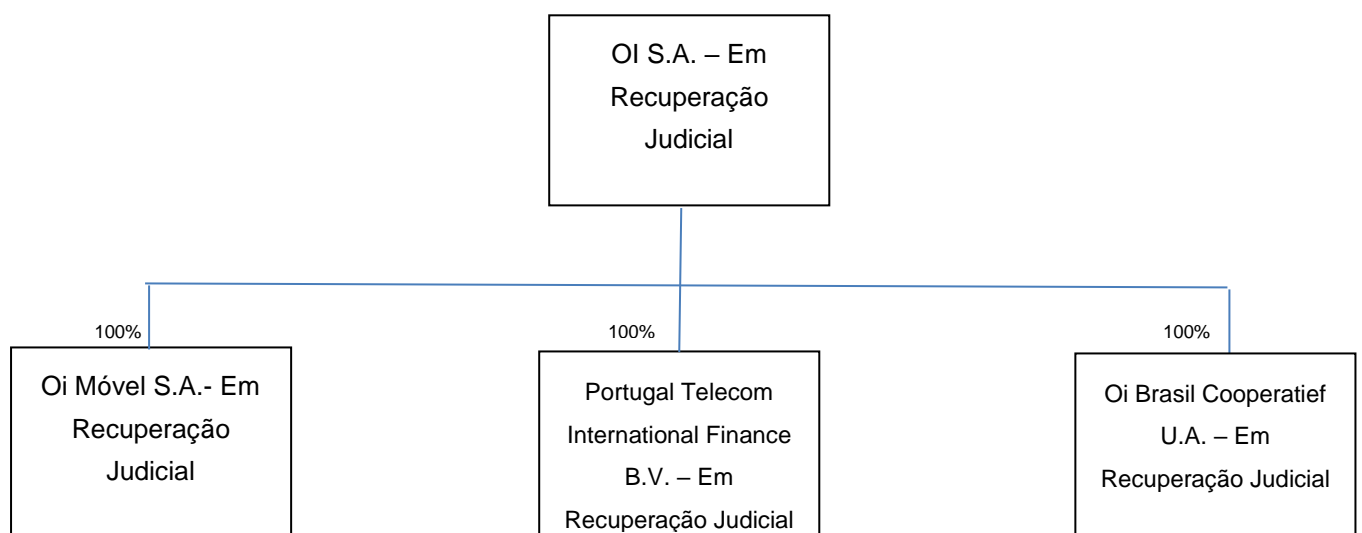 OI S.A. – Em
Recuperação
Judicial
100%
100%
100%
Oi Móvel S.A.- Em
Recuperação
Judicial
Portugal Telecom
International Finance
B.V. – Em
Recuperação Judicial
Oi Brasil Cooperatief
U.A. – Em
Recuperação Judicial